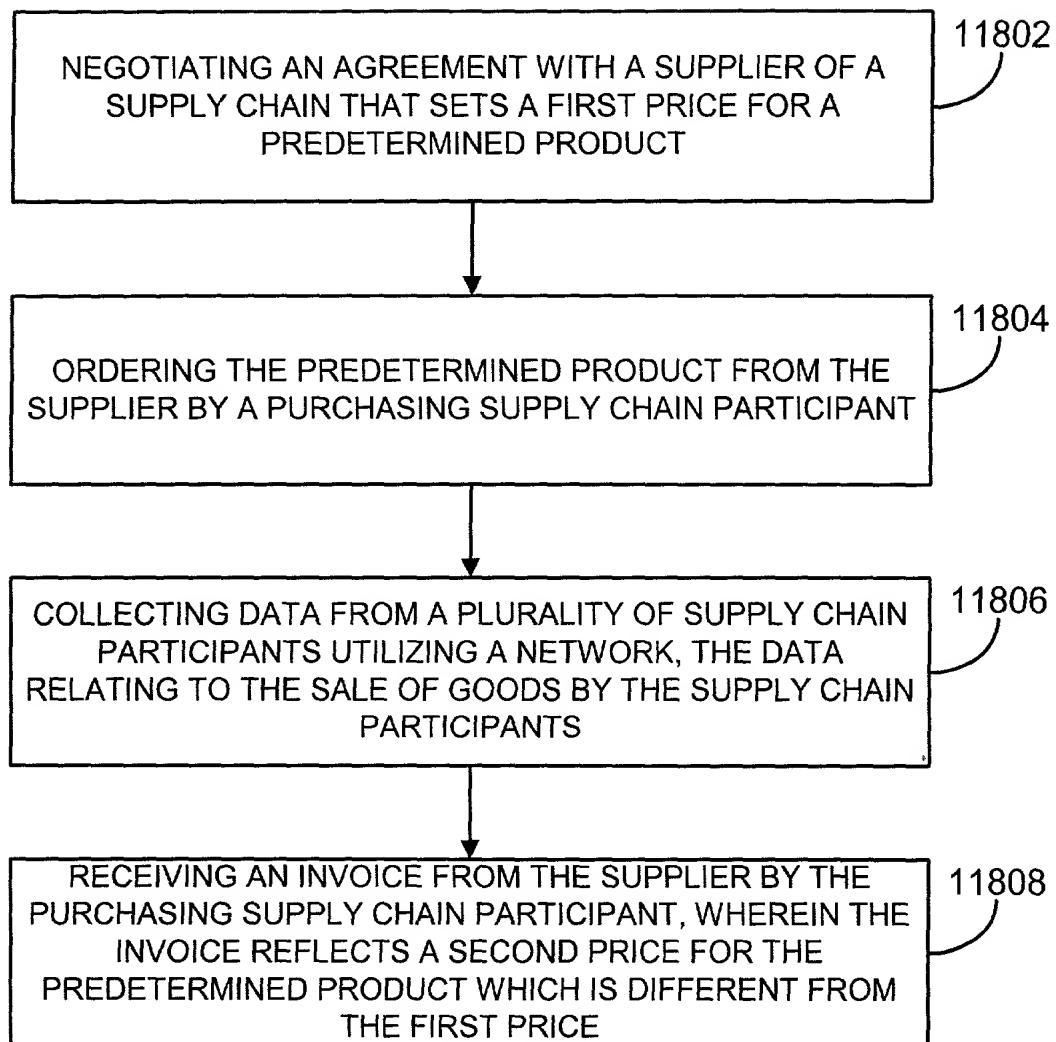 11802
NEGOTIATING AN AGREEMENT WITH A SUPPLIER OF A
SUPPLY CHAIN THAT SETS A FIRST PRICE FOR A
PREDETERMINED PRODUCT
11804
ORDERING THE PREDETERMINED PRODUCT FROM THE
SUPPLIER BY A PURCHASING SUPPLY CHAIN PARTICIPANT
11806
COLLECTING DATA FROM A PLURALITY OF SUPPLY CHAIN
PARTICIPANTS UTILIZING A NETWORK, THE DATA
RELATING TO THE SALE OF GOODS BY THE SUPPLY CHAIN
PARTICIPANTS
11808
RECEIVING AN INVOICE FROM THE SUPPLIER BY THE
PURCHASING SUPPLY CHAIN PARTICIPANT, WHEREIN THE
INVOICE REFLECTS A SECOND PRICE FOR THE
PREDETERMINED PRODUCT WHICH IS DIFFERENT FROM
THE FIRST PRICE